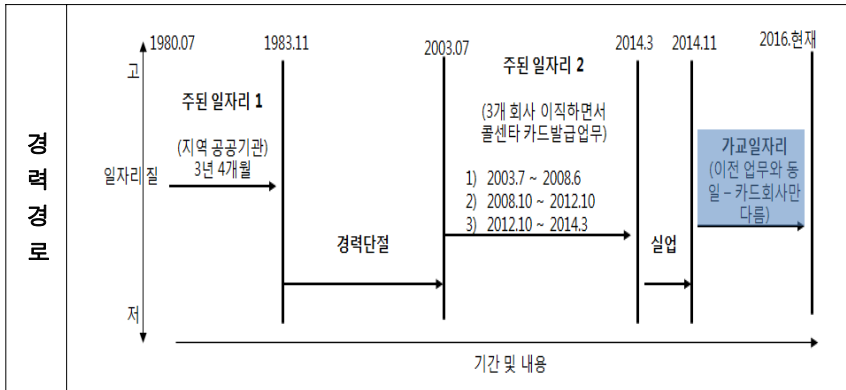 경력경로
1980.07
1983.11
2003.07
2014.3
2014.11
2016.현재
고
일자리 질
저
주된 일자리 1
(지역 공공기관)
3년 4개월
경력단절
주된 일자리 2
(3개 회사 이직하면서
콜센타 카드발급업무)
1) 2003.7 ~ 2008.6
2) 2008.10 ~ 2012.10
3) 2012.10 ~ 2014.3
실업
가교일자리
(이전 업무와 동
일 – 카드회사만
다름)
기간 및 내용